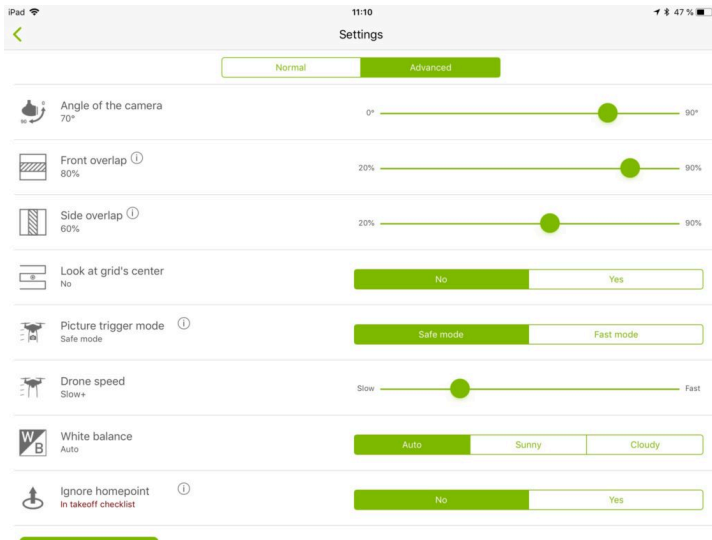 iPad 11:10 47 %
Settings
Normal Advanced
Angle of the camera
70°
0° 90°
90 0
Front overlap i
80%
20% 90%
Side overlap i
60%
20% 90%
Look at grid's center
No
No Yes
Picture trigger mode i
Safe mode
Safe mode Fast mode
Drone speed
Slow+
Slow Fast
W B
White balance
Auto
Auto Sunny Cloudy
Ignore homepoint i
In takeoff checklist
No Yes